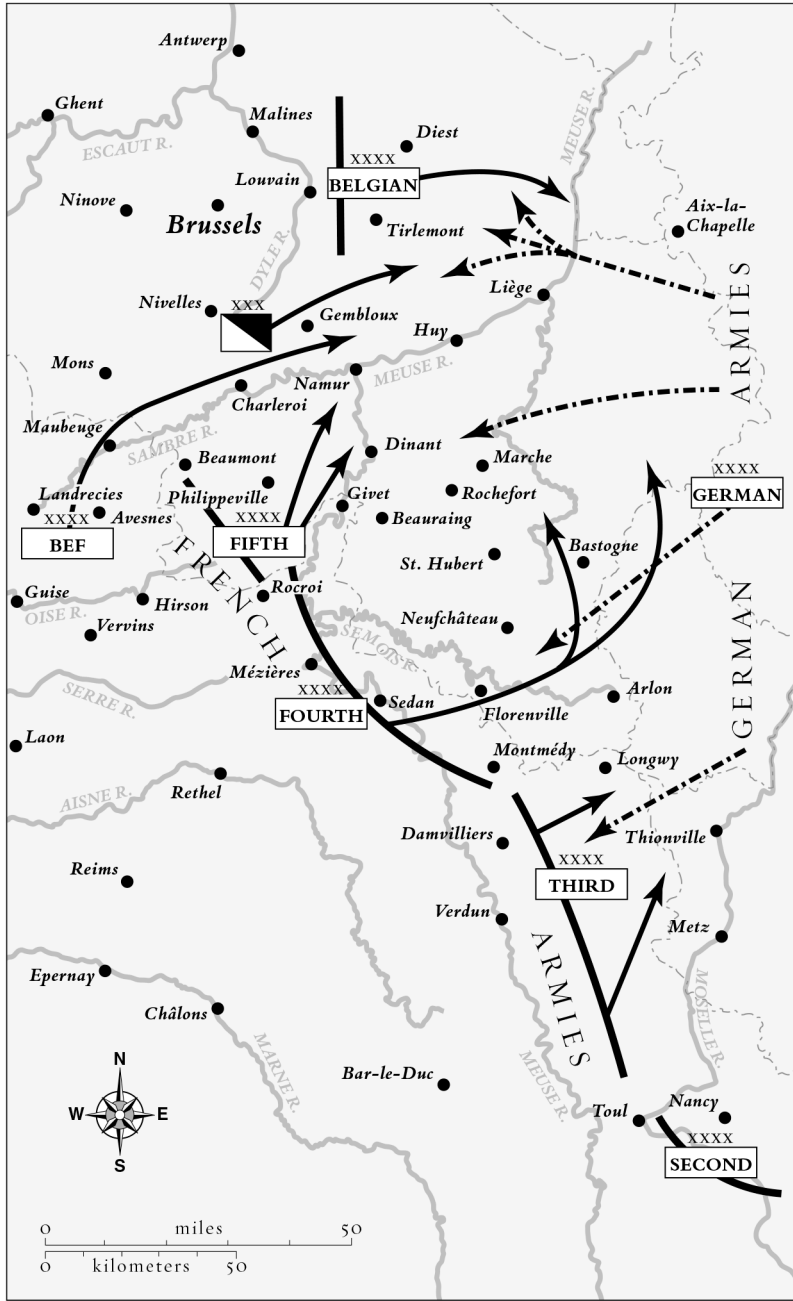 Antwerp
Ghent
Malines
Diest
ESCAUT R.
MEUSE R.
XXXX
BELGIAN
Louvain
Ninove
Brussels
Tirlemont
Aix-la-
Chapelle
DYLE R.
Liège
Nivelles
XXX
Gembloux
Huy
ARMIES
Mons
Namur
MEUSE R.
Charleroi
Maubeuge
SAMBRE R.
Dinant
Beaumont
Marche
XXXX
GERMAN
Philippeville
Landrecies
XXXX
BEF
Avesnes
XXXX
FIFTH
Givet
Rochefort
Beauraing
FRENCH
St. Hubert
Bastogne
Guise
OISE R.
Hirson
Rocroi
Vervins
Neufchâteau
SEMOIS R.
GERMAN
Mézières
SERRE R.
XXXX
FOURTH
Sedan
Florenville
Arlon
Laon
Montmédy
Longwy
Rethel
AISNE R.
Damvilliers
Thionville
XXXX
THIRD
Reims
Verdun
Metz
ARMIES
Epernay
MOSELLE R.
Châlons
MARNE R.
MEUSE R.
Bar-le-Duc
N
W
E
S
Toul
Nancy
XXXX
SECOND
0 miles 50
0 kilometers 50